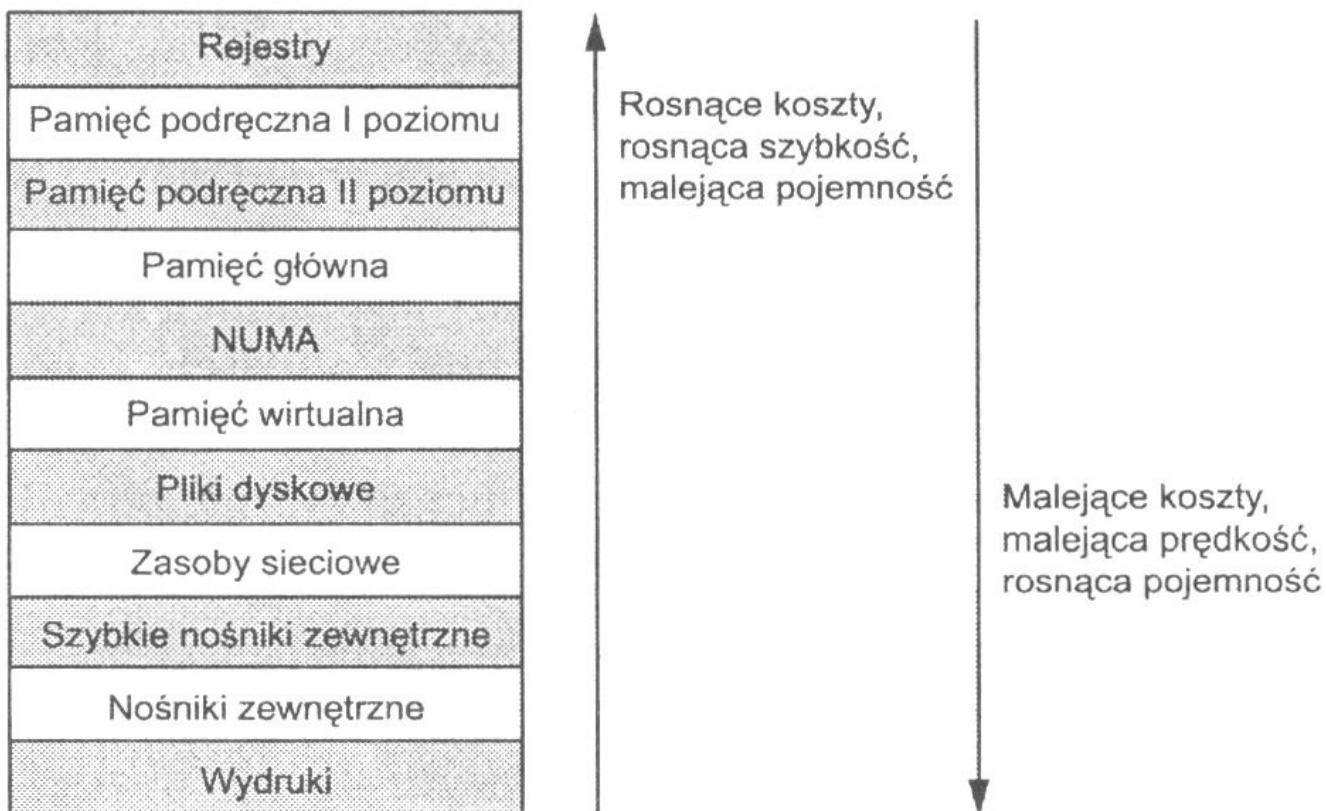 Rejestry
Pamięć podręczna I poziomu
Pamięć podręczna II poziomu
Pamięć główna
NUMA
Pamięć wirtualna
Pliki dyskowe
Zasoby sieciowe
Szybkie nośniki zewnętrzne
Nośniki zewnętrzne
Wydruki
Rosnące koszty,
rosnąca szybkość,
malejąca pojemność
Malejące koszty,
malejąca prędkość,
rosnąca pojemność